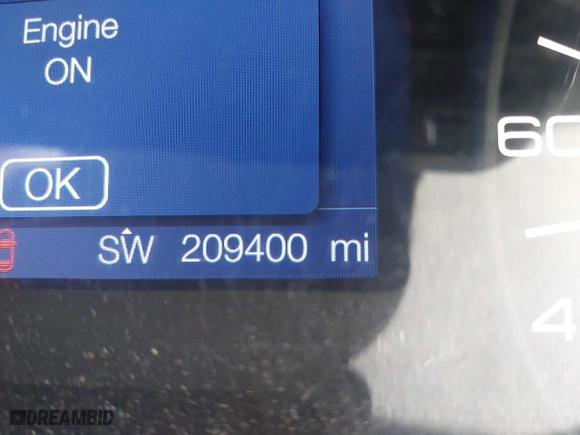 Engine
ON
60
OK
SW 209400 mi
4
DREAMBID